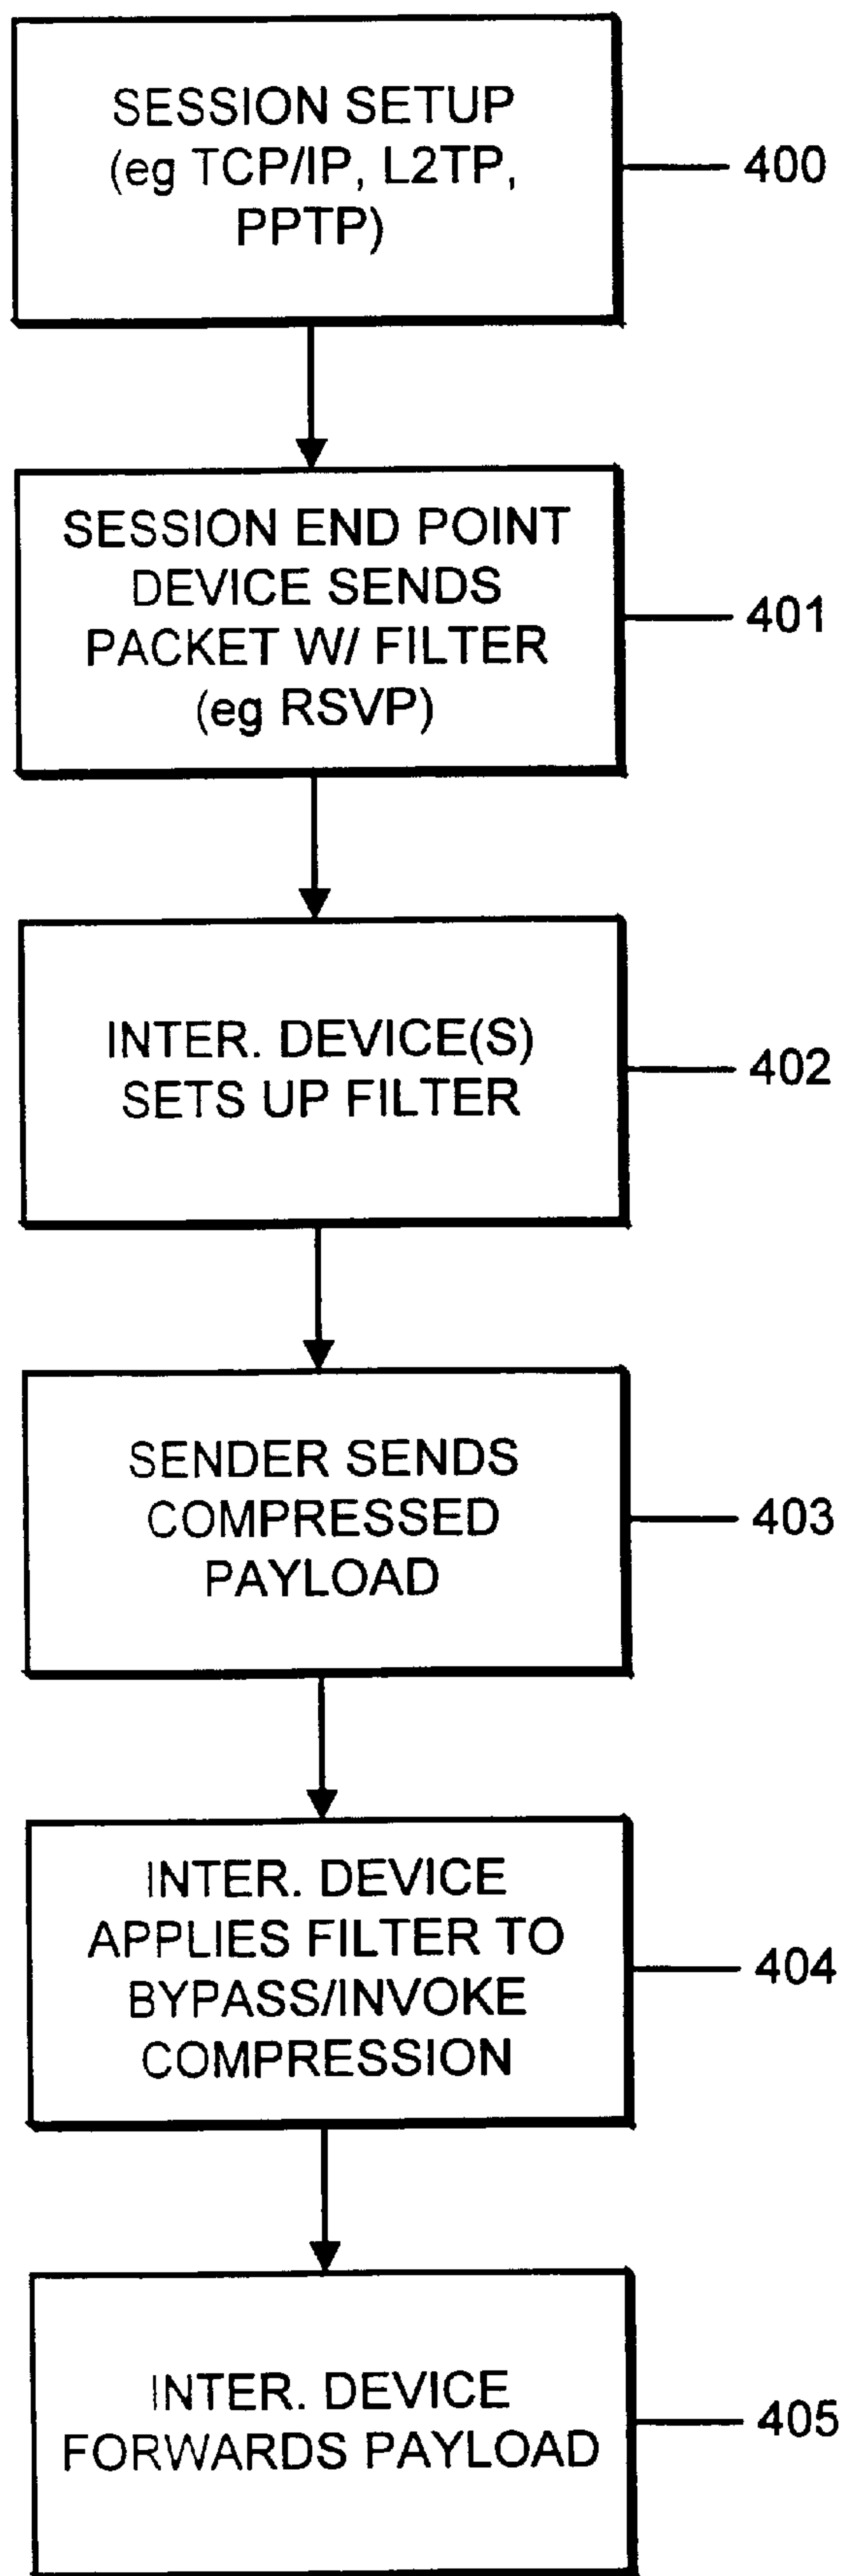 SESSION SETUP
(eg TCP/IP, L2TP,
PPTP)
400
SESSION END POINT
DEVICE SENDS
PACKET W/ FILTER
(eg RSVP)
401
INTER. DEVICE(S)
SETS UP FILTER
402
SENDER SENDS
COMPRESSED
PAYLOAD
403
INTER. DEVICE
APPLIES FILTER TO
BYPASS/INVOKE
COMPRESSION
404
INTER. DEVICE
FORWARDS PAYLOAD
405